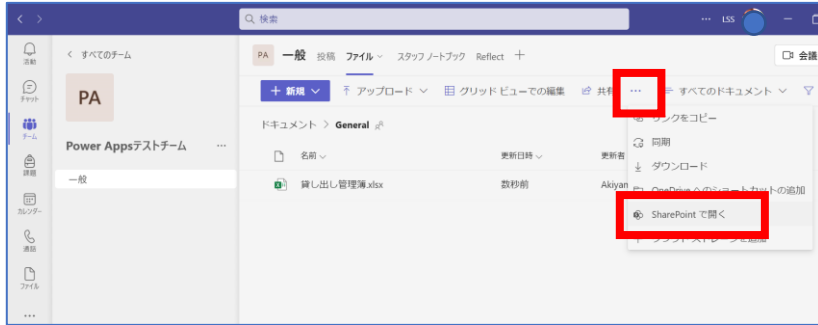 検索
LSS
活動
チャット
チーム
課題
カレンダー
通話
ファイル
すべてのチーム
PA
Power Appsテストチーム
一般
PA 一般 投稿 ファイル スタッフ ノートブック Reflect
会議
新規 アップロード グリッド ビューでの編集 すべてのドキュメント
ドキュメント > General
名前 更新日時 更新者
貸し出し管理簿.xlsx 数秒前 Akiyam
リンクをコピー
同期
ダウンロード
OneDrive へのショートカットの追加
SharePoint で開く